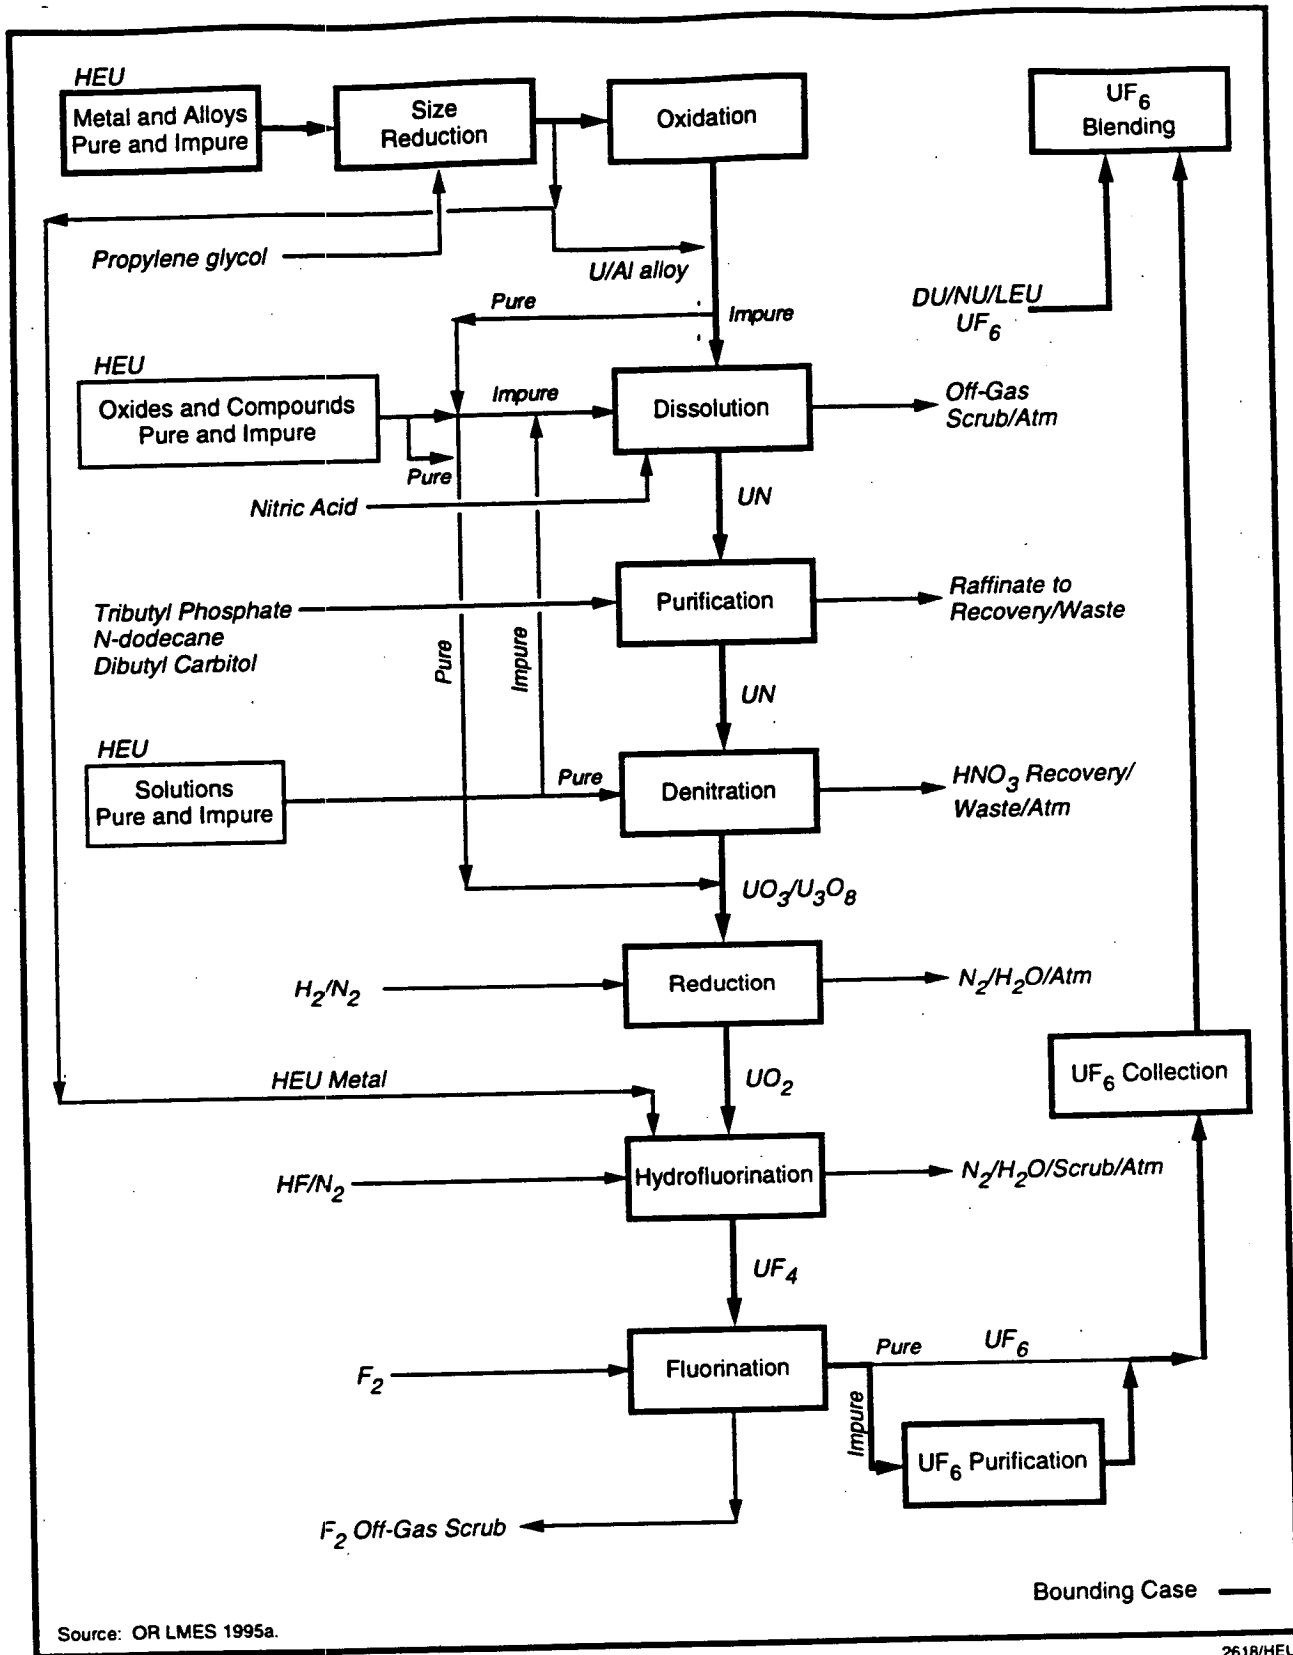 HEU
Metal and Alloys
Pure and Impure
Size
Reduction
Oxidation
UF6
Blending
Propylene glycol
U/Al alloy
Pure
Impure
DU/NU/LEU
UF6
HEU
Oxides and Compounds
Pure and Impure
Impure
Pure
Dissolution
Off-Gas
Scrub/Atm
Nitric Acid
UN
Tributyl Phosphate
N-dodecane
Dibutyl Carbitol
Pure
Impure
Purification
Raffinate to
Recovery/Waste
UN
HEU
Solutions
Pure and Impure
Pure
Denitration
HNO3 Recovery/
Waste/Atm
UO3/U3O8
H2/N2
Reduction
N2/H2O/Atm
UF6 Collection
HEU Metal
UO2
HF/N2
Hydrofluorination
N2/H2O/Scrub/Atm
UF4
F2
Fluorination
Pure
UF6
Impure
UF6 Purification
F2 Off-Gas Scrub
Bounding Case
Source: OR LMES 1995a.
2618/HEU